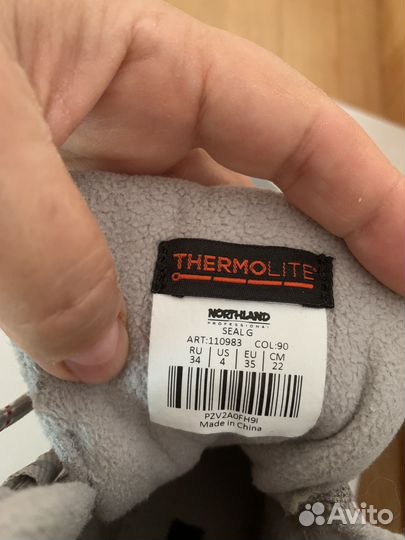 THERMOLITE®
NORTHLAND
PROFESSIONAL
SEAL G
ART:110983 COL:90
RU US EU CM
34 4 35 22
PZV2A0FH9I
Made in China
Avito